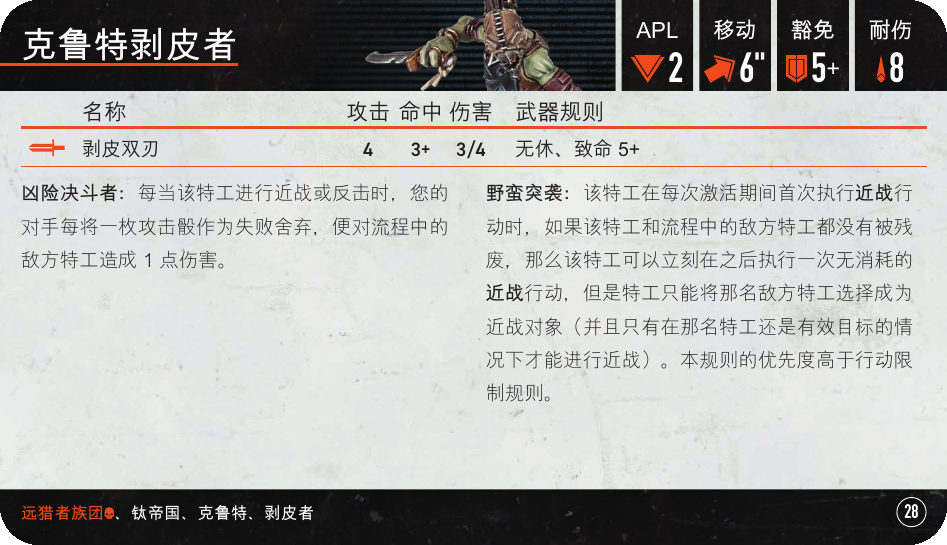 克鲁特剥皮者
APL 移动 豁免 耐伤
2 6" 5+ 8
名称 攻击 命中 伤害 武器规则
剥皮双刃 4 3+ 3/4 无休、致命 5+
凶险决斗者：每当该特工进行近战或反击时，您的
对手每将一枚攻击骰作为失败舍弃，便对流程中的
敌方特工造成 1 点伤害。
野蛮突袭：该特工在每次激活期间首次执行近战行
动时，如果该特工和流程中的敌方特工都没有被残
废，那么该特工可以立刻在之后执行一次无消耗的
近战行动，但是特工只能将那名敌方特工选择成为
近战对象（并且只有在那名特工还是有效目标的情
况下才能进行近战）。本规则的优先度高于行动限
制规则。
远猎者族团、钛帝国、克鲁特、剥皮者
28